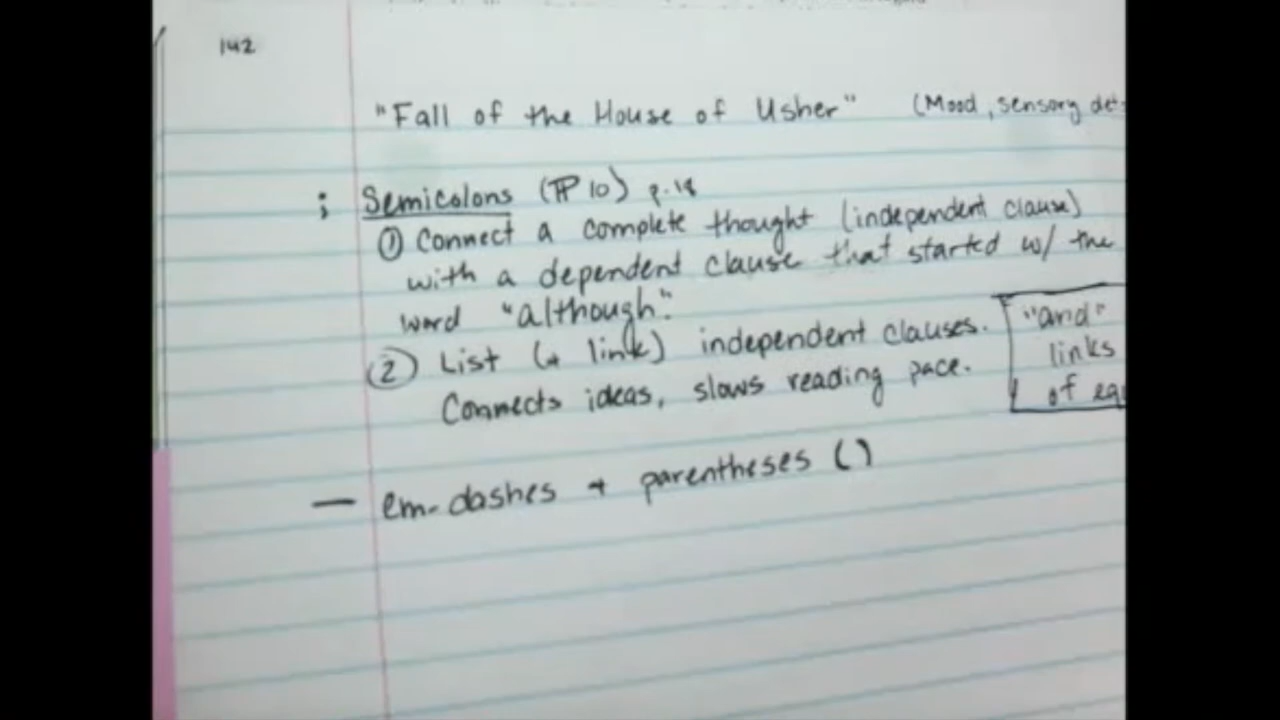 142
"Fall of the House of Usher" (Mood, sensory det
; Semicolons (¶ 10) p. 18
① Connect a complete thought (independent clause)
with a dependent clause that started w/ the
word "although".
② List (+ link) independent clauses.
Connects ideas, slows reading pace.
"and"
links
of equ
— em-dashes + parentheses ( )